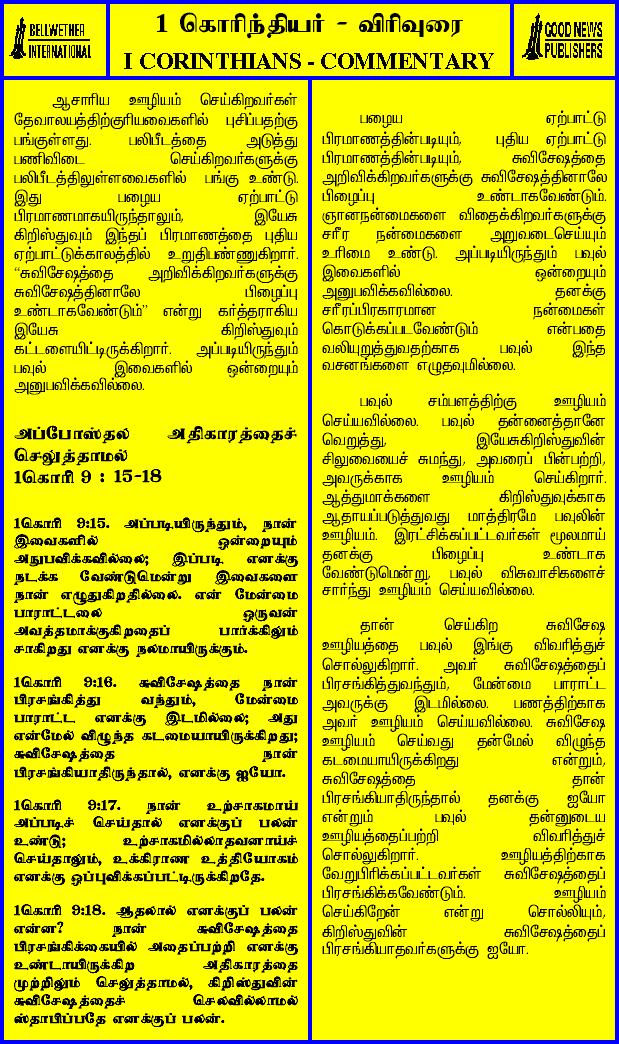 BELLWETHER
INTERNATIONAL
1 கொரிந்தியர் - விரிவுரை
I CORINTHIANS - COMMENTARY
GOOD NEWS
PUBLISHERS
ஆசாரிய ஊழியம் செய்கிறவர்கள்
தேவாலயத்திற்குரியவைகளில் புசிப்பதற்கு
பங்குள்ளது. பலிபீடத்தை அடுத்து
பணிவிடை செய்கிறவர்களுக்கு
பலிபீடத்திலுள்ளவைகளில் பங்கு உண்டு.
இது பழைய ஏற்பாட்டு
பிரமாணமாகயிருந்தாலும், இயேசு
கிறிஸ்துவும் இந்தப் பிரமாணத்தை புதிய
ஏற்பாட்டுக்காலத்தில் உறுதிபண்ணுகிறார்.
“சுவிசேஷத்தை அறிவிக்கிறவர்களுக்கு
சுவிசேஷத்தினாலே பிழைப்பு
உண்டாகவேண்டும்” என்று கர்த்தராகிய
இயேசு கிறிஸ்துவும்
கட்டளையிட்டிருக்கிறார். அப்படியிருந்தும்
பவுல் இவைகளில் ஒன்றையும்
அனுபவிக்கவில்லை.
அப்போஸ்தல அதிகாரத்தைச்
செலுத்தாமல்
1கொரி 9 : 15-18
1கொரி 9:15. அப்படியிருந்தும், நான்
இவைகளில் ஒன்றையும்
அநுபவிக்கவில்லை; இப்படி எனக்கு
நடக்க வேண்டுமென்று இவைகளை
நான் எழுதுகிறதில்லை. என் மேன்மை
பாராட்டலை ஒருவன்
அவத்தமாக்குகிறதைப் பார்க்கிலும்
சாகிறது எனக்கு நலமாயிருக்கும்.
1கொரி 9:16. சுவிசேஷத்தை நான்
பிரசங்கித்து வந்தும், மேன்மை
பாராட்ட எனக்கு இடமில்லை; அது
என்மேல் விழுந்த கடமையாயிருக்கிறது;
சுவிசேஷத்தை நான்
பிரசங்கியாதிருந்தால், எனக்கு ஐயோ.
1கொரி 9:17. நான் உற்சாகமாய்
அப்படிச் செய்தால் எனக்குப் பலன்
உண்டு; உற்சாகமில்லாதவனாய்ச்
செய்தாலும், உக்கிராண உத்தியோகம்
எனக்கு ஒப்புவிக்கப்பட்டிருக்கிறதே.
1கொரி 9:18. ஆதலால் எனக்குப் பலன்
என்ன? நான் சுவிசேஷத்தை
பிரசங்கிக்கையில் அதைப்பற்றி எனக்கு
உண்டாயிருக்கிற அதிகாரத்தை
முற்றிலும் செலுத்தாமல், கிறிஸ்துவின்
சுவிசேஷத்தைச் செலவில்லாமல்
ஸ்தாபிப்பதே எனக்குப் பலன்.
பழைய ஏற்பாட்டு
பிரமாணத்தின்படியும், புதிய ஏற்பாட்டு
பிரமாணத்தின்படியும், சுவிசேஷத்தை
அறிவிக்கிறவர்களுக்கு சுவிசேஷத்தினாலே
பிழைப்பு உண்டாகவேண்டும்.
ஞானநன்மைகளை விதைக்கிறவர்களுக்கு
சரீர நன்மைகளை அறுவடைசெய்யும்
உரிமை உண்டு. அப்படியிருந்தும் பவுல்
இவைகளில் ஒன்றையும்
அனுபவிக்கவில்லை. தனக்கு
சரீரப்பிரகாரமான நன்மைகள்
கொடுக்கப்படவேண்டும் என்பதை
வலியுறுத்துவதற்காக பவுல் இந்த
வசனங்களை எழுதவுமில்லை.
பவுல் சம்பளத்திற்கு ஊழியம்
செய்யவில்லை. பவுல் தன்னைத்தானே
வெறுத்து, இயேசுகிறிஸ்துவின்
சிலுவையைச் சுமந்து, அவரைப் பின்பற்றி,
அவருக்காக ஊழியம் செய்கிறார்.
ஆத்துமாக்களை கிறிஸ்துவுக்காக
ஆதாயப்படுத்துவது மாத்திரமே பவுலின்
ஊழியம். இரட்சிக்கப்பட்டவர்கள் மூலமாய்
தனக்கு பிழைப்பு உண்டாக
வேண்டுமென்று, பவுல் விசுவாசிகளைச்
சார்ந்து ஊழியம் செய்யவில்லை.
தான் செய்கிற சுவிசேஷ
ஊழியத்தை பவுல் இங்கு விவரித்துச்
சொல்லுகிறார். அவர் சுவிசேஷத்தைப்
பிரசங்கித்துவந்தும், மேன்மை பாராட்ட
அவருக்கு இடமில்லை. பணத்திற்காக
அவர் ஊழியம் செய்யவில்லை. சுவிசேஷ
ஊழியம் செய்வது தன்மேல் விழுந்த
கடமையாயிருக்கிறது என்றும்,
சுவிசேஷத்தை தான்
பிரசங்கியாதிருந்தால் தனக்கு ஐயோ
என்றும் பவுல் தன்னுடைய
ஊழியத்தைப்பற்றி விவரித்துச்
சொல்லுகிறார். ஊழியத்திற்காக
வேறுபிரிக்கப்பட்டவர்கள் சுவிசேஷத்தைப்
பிரசங்கிக்கவேண்டும். ஊழியம்
செய்கிறேன் என்று சொல்லியும்,
கிறிஸ்துவின் சுவிசேஷத்தைப்
பிரசங்கியாதவர்களுக்கு ஐயோ.